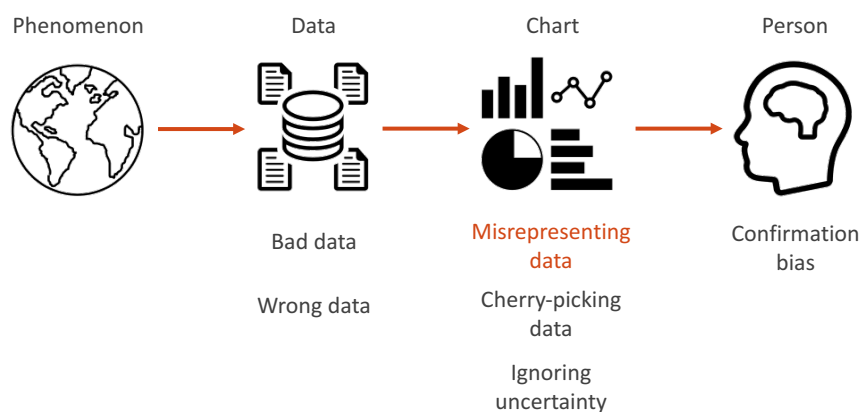 Phenomenon
Data
Chart
Person
Bad data
Wrong data
Misrepresenting
data
Cherry-picking
data
Ignoring
uncertainty
Confirmation
bias